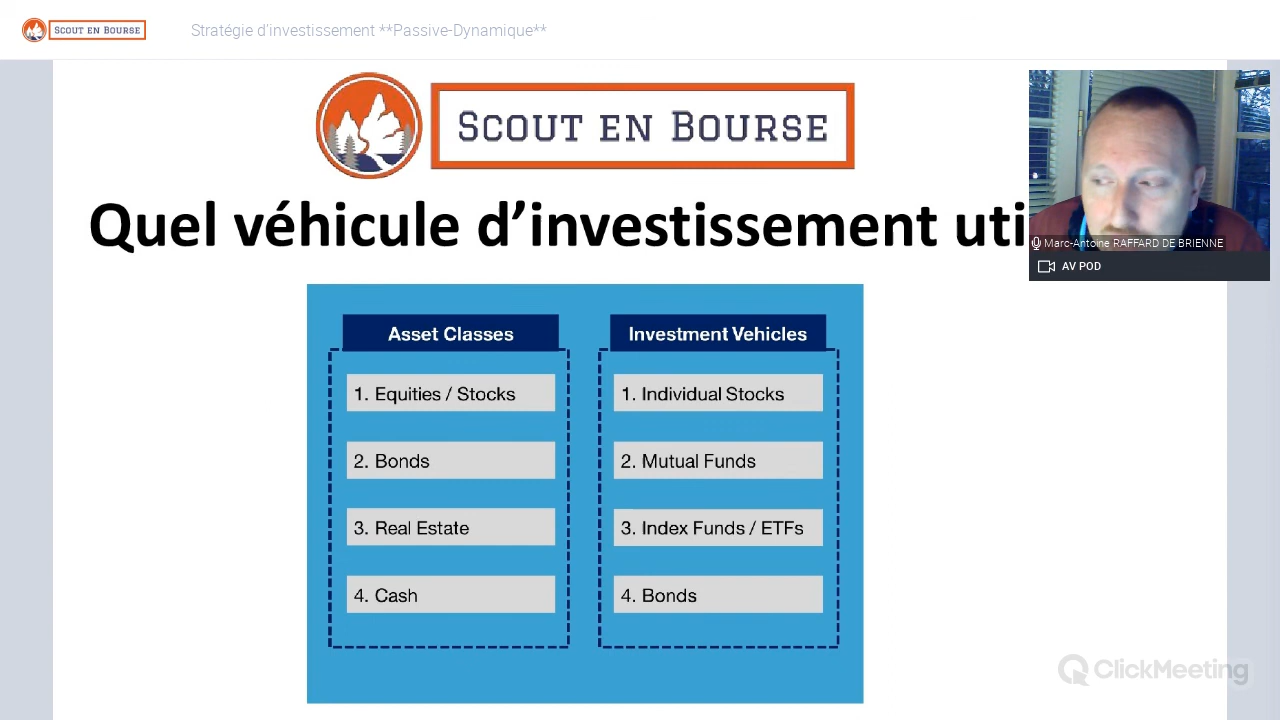 SCOUT EN BOURSE
Stratégie d'investissement **Passive-Dynamique**
SCOUT EN BOURSE
Quel véhicule d’investissement uti
Marc-Antoine RAFFARD DE BRIENNE
AV POD
Asset Classes
1. Equities / Stocks
2. Bonds
3. Real Estate
4. Cash
Investment Vehicles
1. Individual Stocks
2. Mutual Funds
3. Index Funds / ETFs
4. Bonds
ClickMeeting